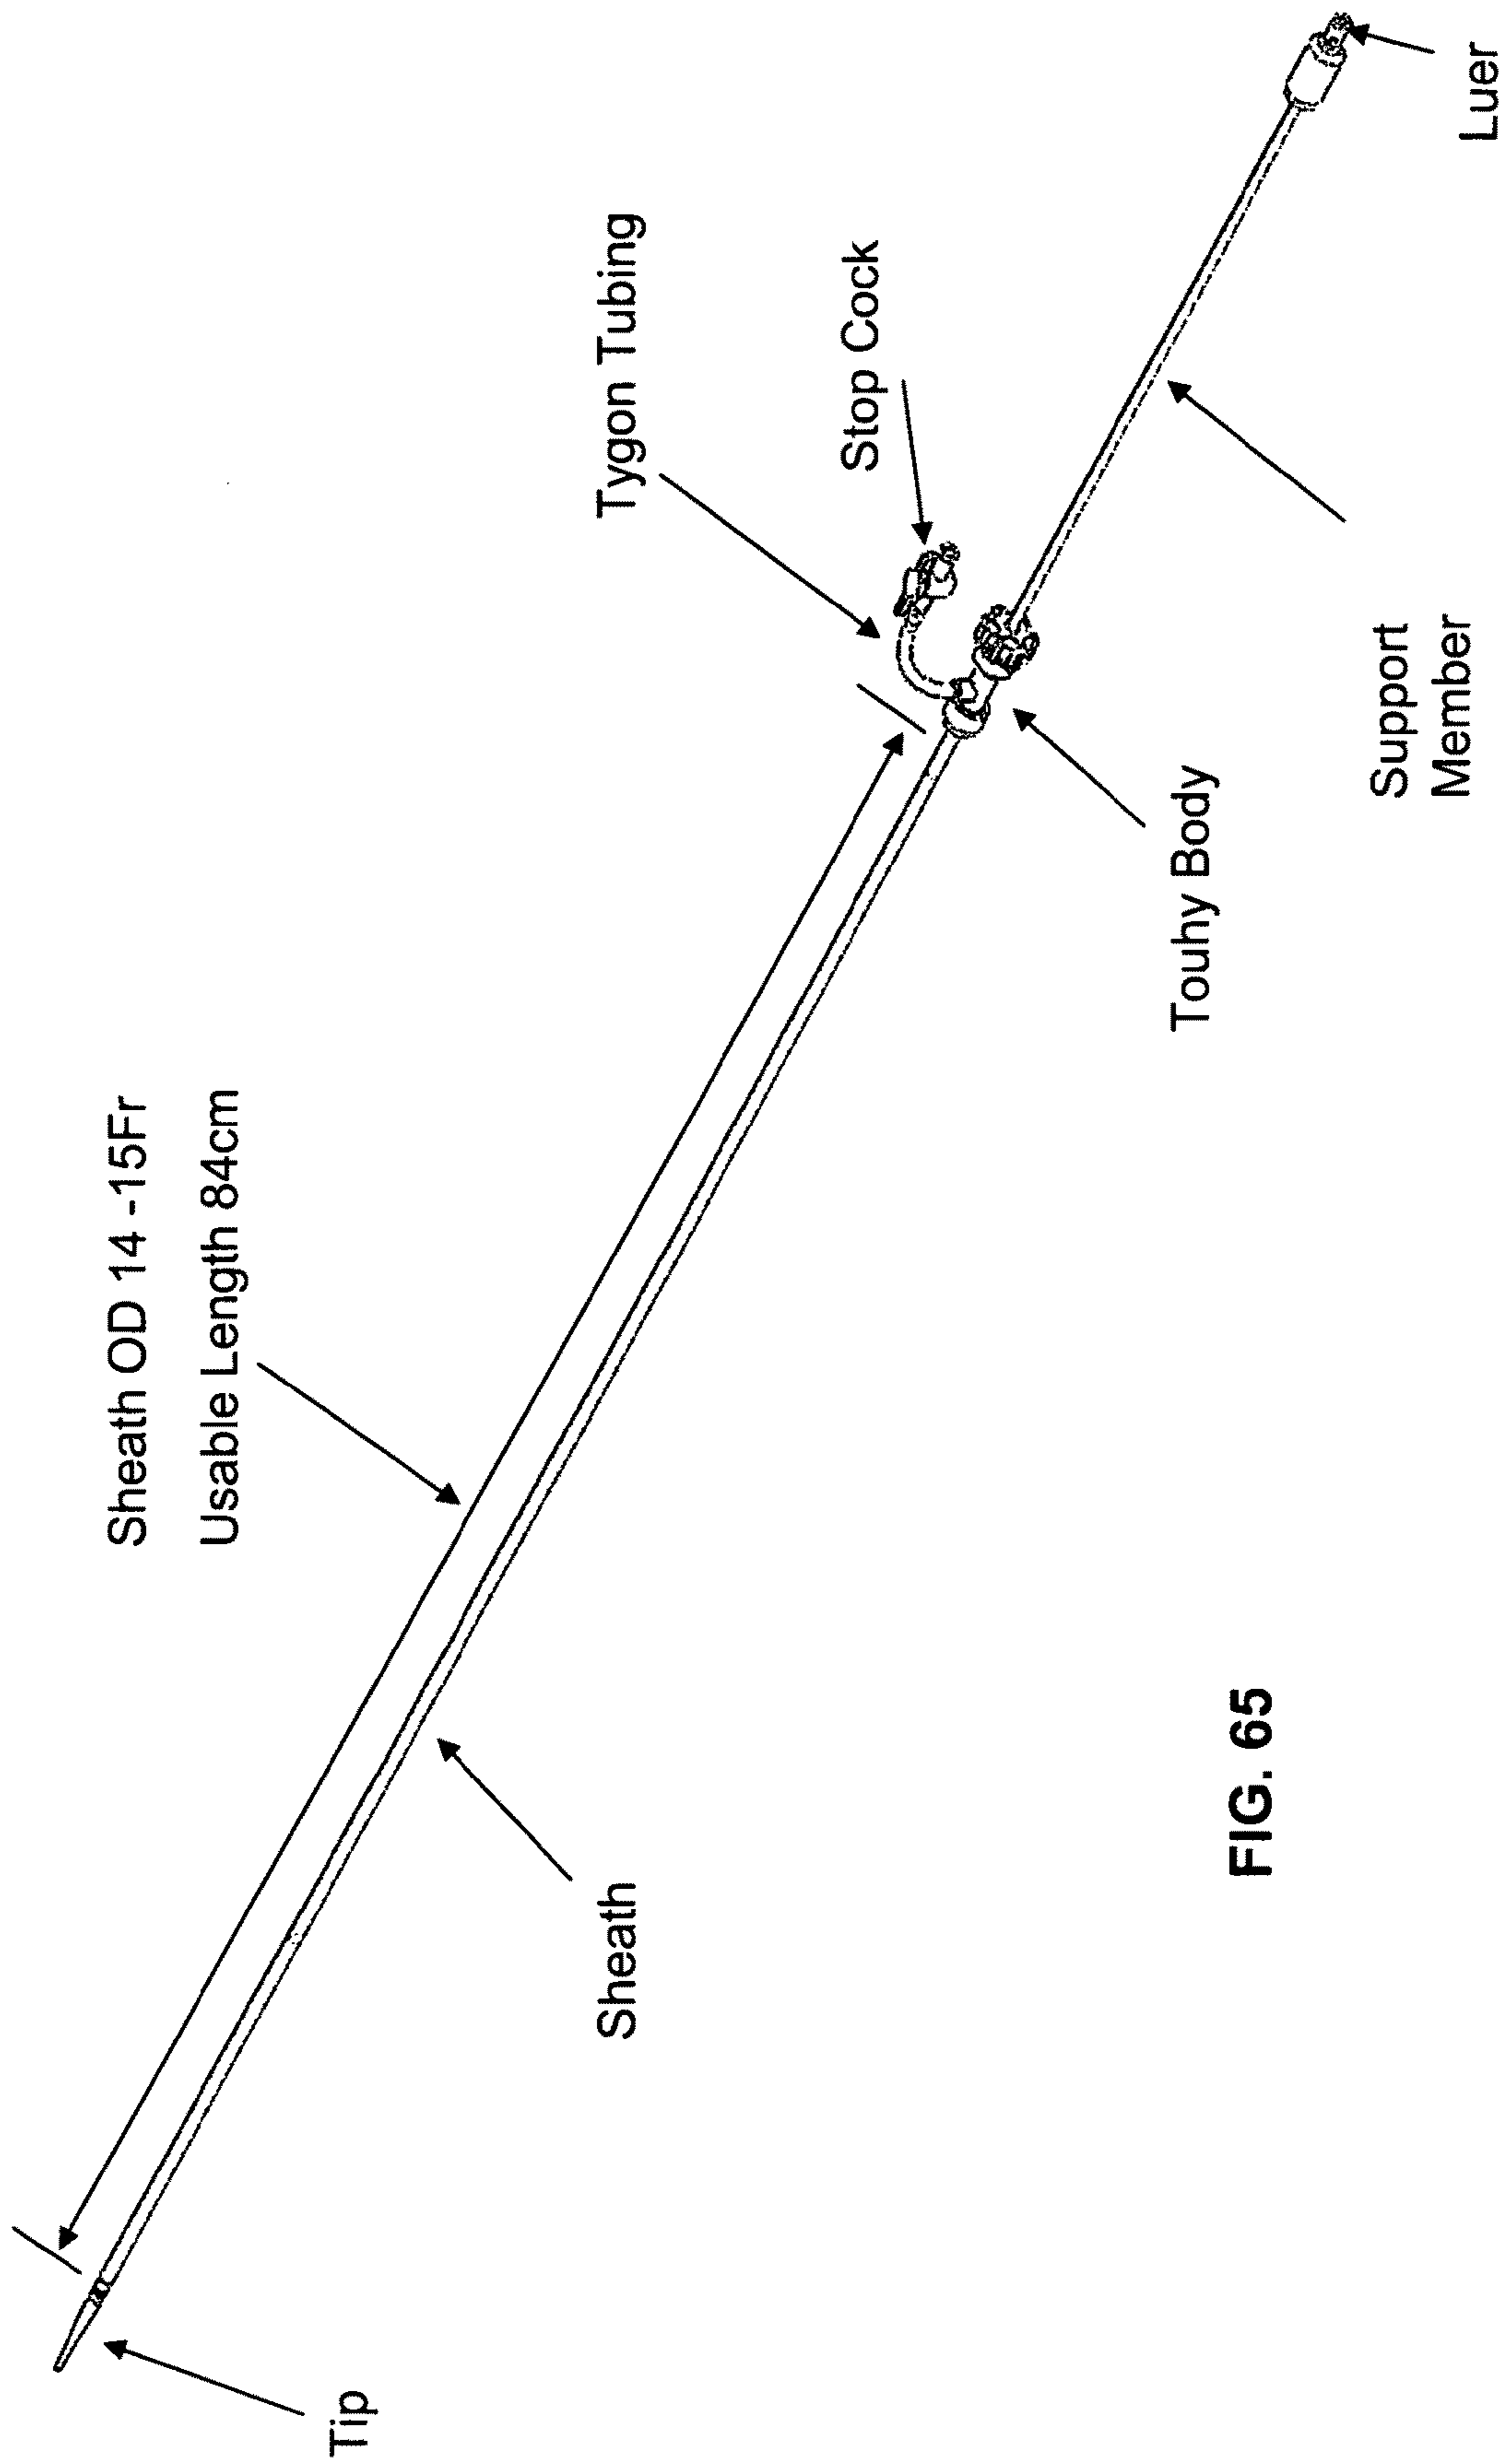 Sheath OD 14 -15Fr
Usable Length 84cm
Tygon Tubing
Stop Cock
Tip
Sheath
Touhy Body
Support
Member
Luer
FIG. 65